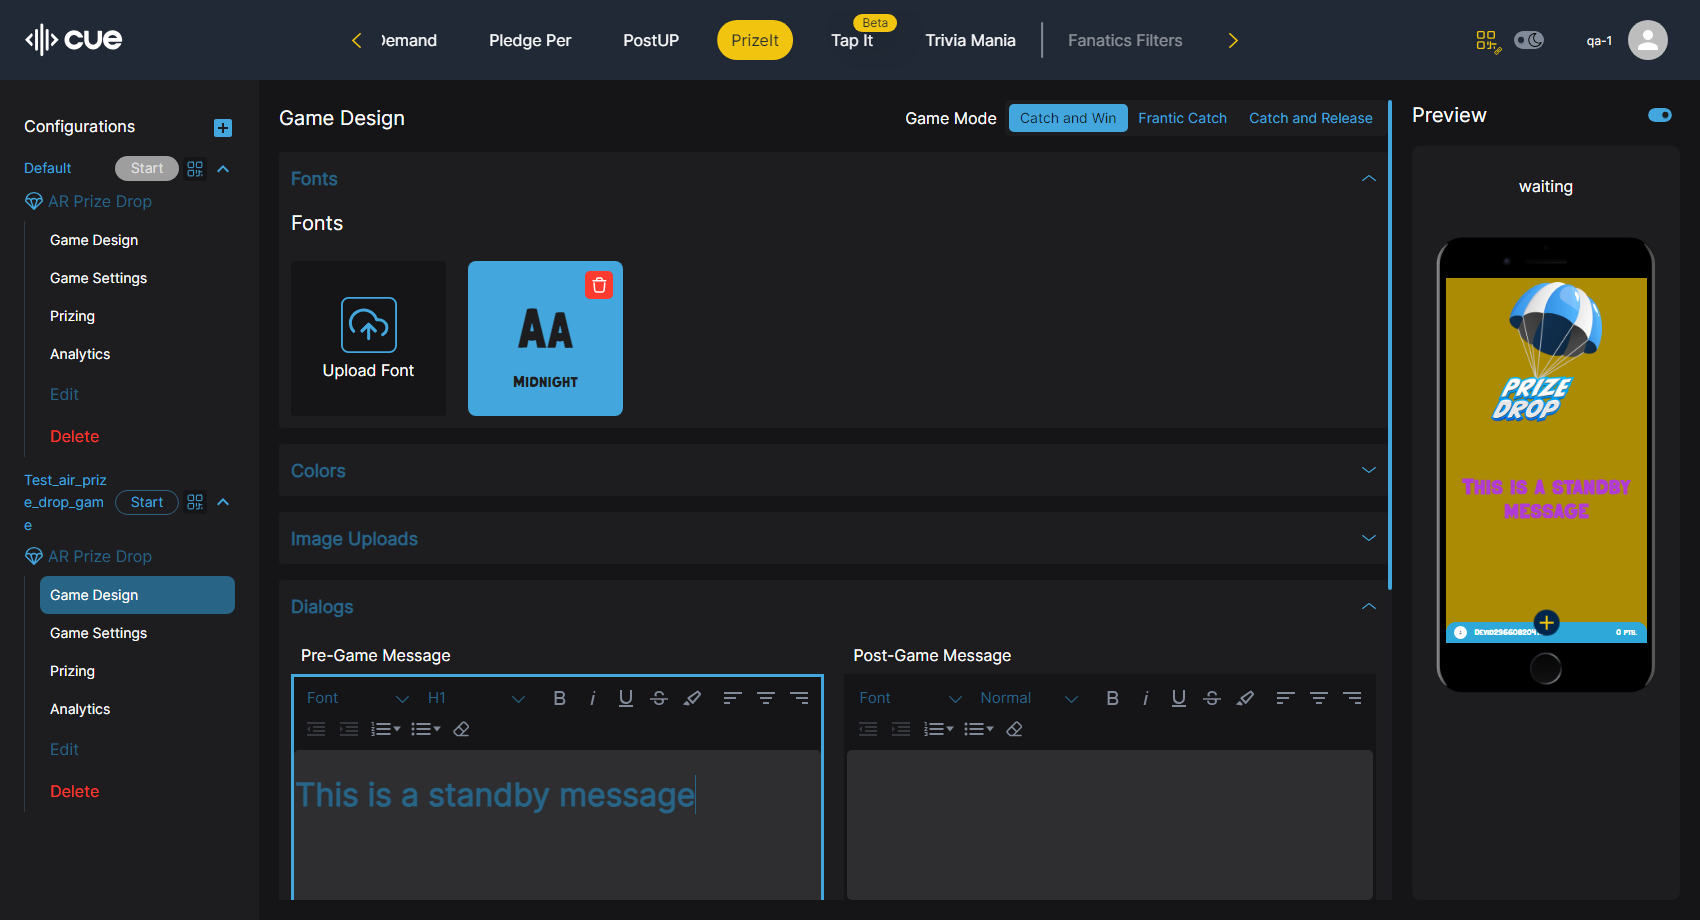 cue
Demand
Pledge Per
PostUP
PrizeIt
Beta
Tap It
Trivia Mania
Fanatics Filters
qa-1
Configurations
Default
Start
AR Prize Drop
Game Design
Game Settings
Prizing
Analytics
Edit
Delete
Test_air_priz
e_drop_gam
e
Start
AR Prize Drop
Game Design
Game Settings
Prizing
Analytics
Edit
Delete
Game Design
Game Mode
Catch and Win
Frantic Catch
Catch and Release
Fonts
Fonts
Upload Font
AA
MIDNIGHT
Colors
Image Uploads
Dialogs
Pre-Game Message
Font
H1
B i U S
This is a standby message
Post-Game Message
Font
Normal
B i U S
Preview
waiting
PRIZE
DROP
THIS IS A STANDBY
MESSAGE
0 PTS.